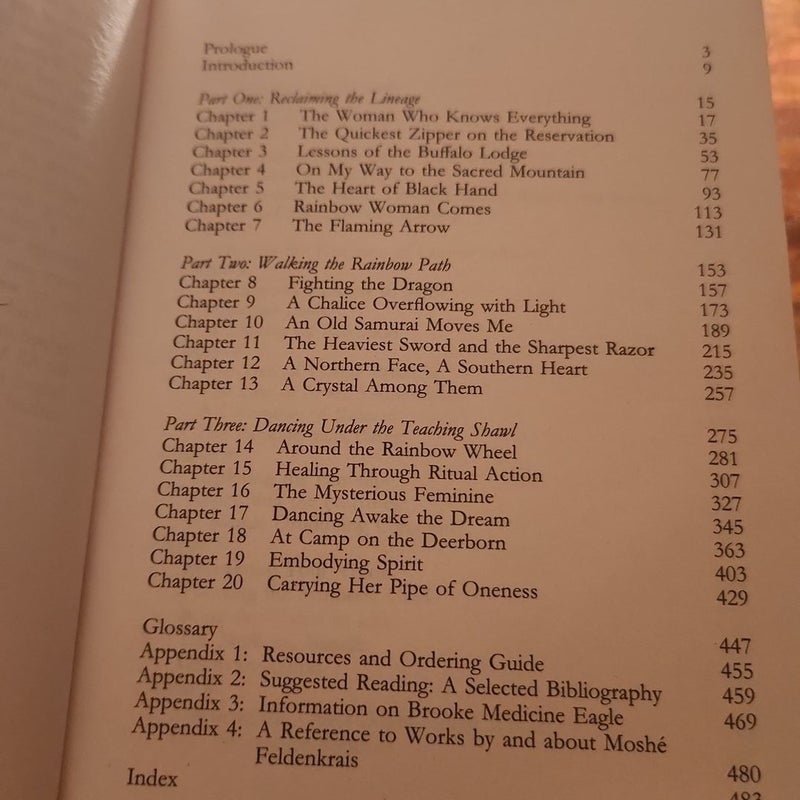 Prologue 3
Introduction 9
Part One: Reclaiming the Lineage 15
Chapter 1 The Woman Who Knows Everything 17
Chapter 2 The Quickest Zipper on the Reservation 35
Chapter 3 Lessons of the Buffalo Lodge 53
Chapter 4 On My Way to the Sacred Mountain 77
Chapter 5 The Heart of Black Hand 93
Chapter 6 Rainbow Woman Comes 113
Chapter 7 The Flaming Arrow 131
Part Two: Walking the Rainbow Path 153
Chapter 8 Fighting the Dragon 157
Chapter 9 A Chalice Overflowing with Light 173
Chapter 10 An Old Samurai Moves Me 189
Chapter 11 The Heaviest Sword and the Sharpest Razor 215
Chapter 12 A Northern Face, A Southern Heart 235
Chapter 13 A Crystal Among Them 257
Part Three: Dancing Under the Teaching Shawl 275
Chapter 14 Around the Rainbow Wheel 281
Chapter 15 Healing Through Ritual Action 307
Chapter 16 The Mysterious Feminine 327
Chapter 17 Dancing Awake the Dream 345
Chapter 18 At Camp on the Deerborn 363
Chapter 19 Embodying Spirit 403
Chapter 20 Carrying Her Pipe of Oneness 429
Glossary 447
Appendix 1: Resources and Ordering Guide 455
Appendix 2: Suggested Reading: A Selected Bibliography 459
Appendix 3: Information on Brooke Medicine Eagle 469
Appendix 4: A Reference to Works by and about Moshé
Feldenkrais 480
Index